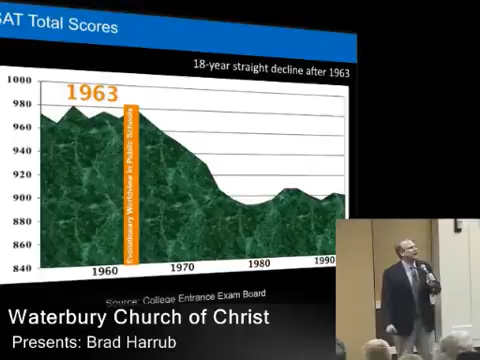 SAT Total Scores
18-year straight decline after 1963
1000
980
960
940
920
900
880
860
840
1963
Evolutionary Worldview in Public Schools
1960
1970
1980
1990
Source: College Entrance Exam Board
Waterbury Church of Christ
Presents: Brad Harrub